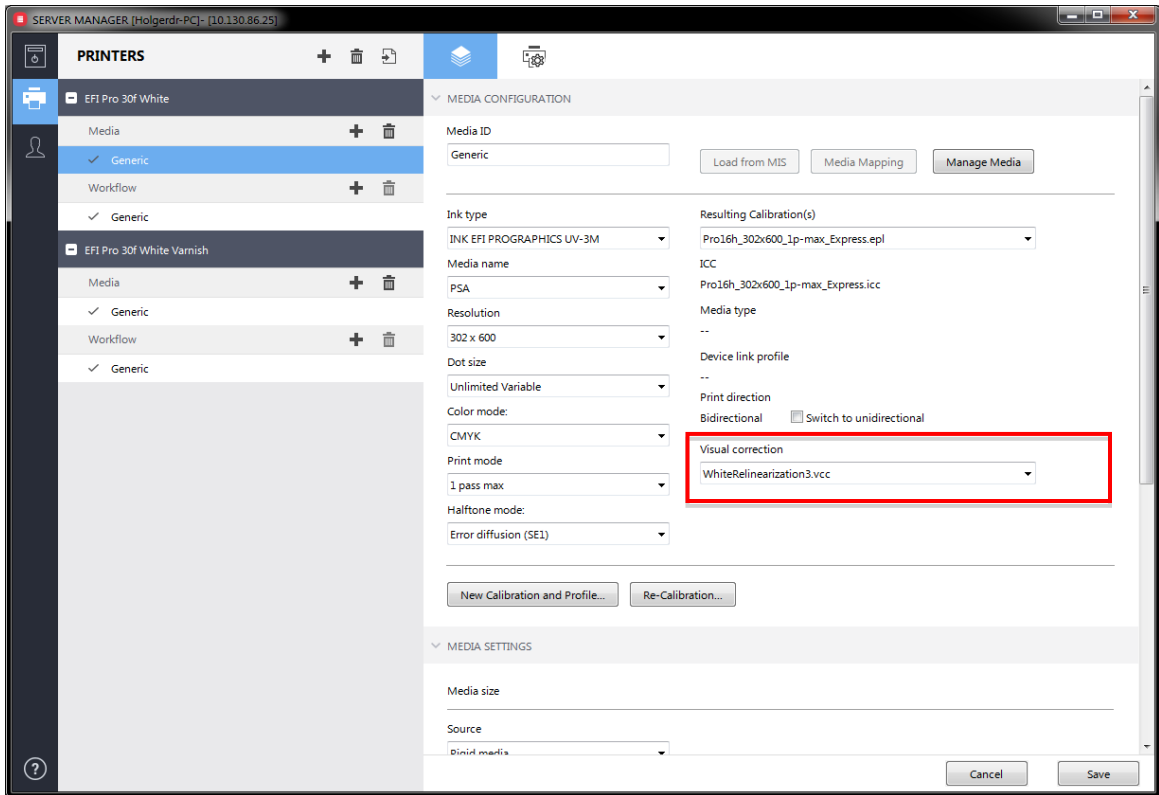 SERVER MANAGER [Holgerdr-PC]- [10.130.86.25]
PRINTERS
EFI Pro 30f White
Media
Generic
Workflow
Generic
EFI Pro 30f White Varnish
Media
Generic
Workflow
Generic
MEDIA CONFIGURATION
Media ID
Generic
Load from MIS
Media Mapping
Manage Media
Ink type
INK EFI PROGRAPHICS UV-3M
Media name
PSA
Resolution
302 x 600
Dot size
Unlimited Variable
Color mode:
CMYK
Print mode
1 pass max
Halftone mode:
Error diffusion (SE1)
Resulting Calibration(s)
Pro16h_302x600_1p-max_Express.epl
ICC
Pro16h_302x600_1p-max_Express.icc
Media type
--
Device link profile
--
Print direction
Bidirectional
Switch to unidirectional
Visual correction
WhiteRelinearization3.vcc
New Calibration and Profile...
Re-Calibration...
MEDIA SETTINGS
Media size
Source
Rigid media
?
Cancel
Save